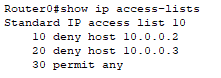 Router0#show ip access-lists
Standard IP access list 10
    10 deny host 10.0.0.2
    20 deny host 10.0.0.3
    30 permit any